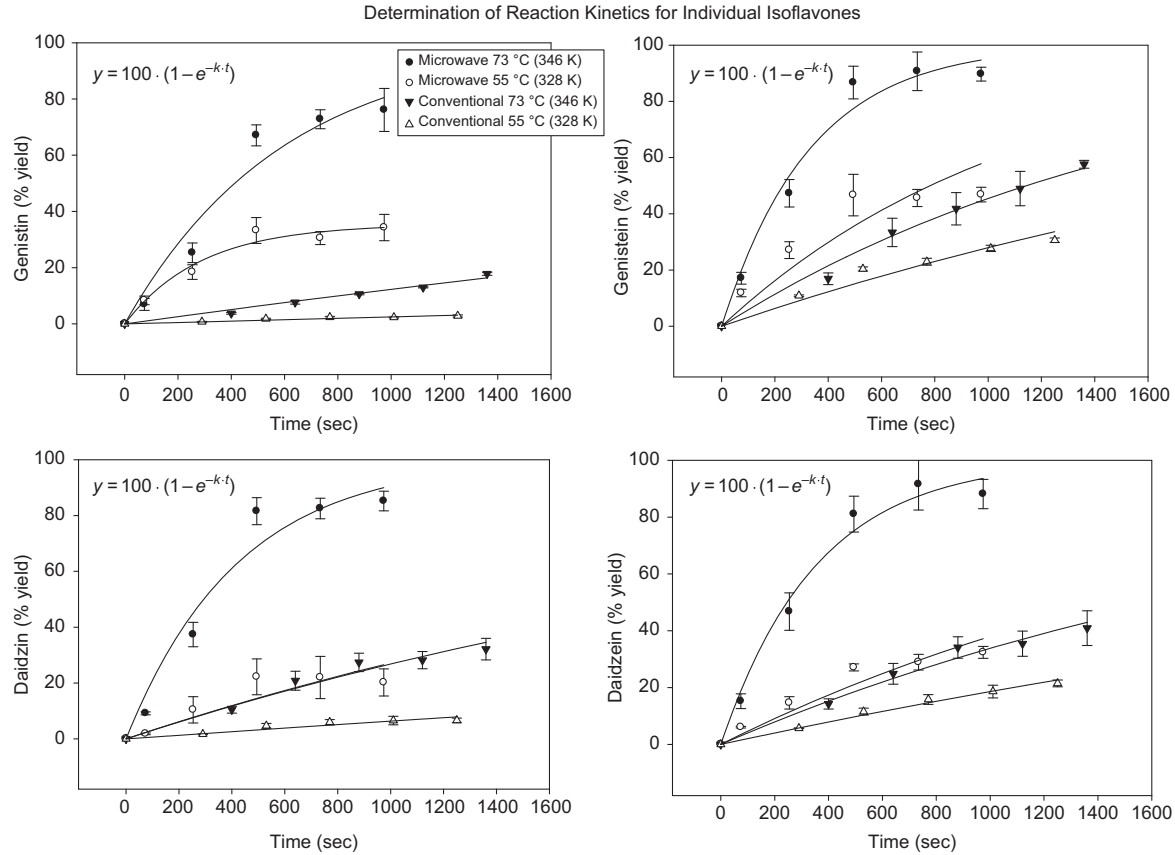 Determination of Reaction Kinetics for Individual Isoflavones
100
80
60
40
20
0
y = 100 · (1 – e^{–k·t})
Microwave 73 °C (346 K)
Microwave 55 °C (328 K)
Conventional 73 °C (346 K)
Conventional 55 °C (328 K)
Genistin (% yield)
0 200 400 600 800 1000 1200 1400 1600
Time (sec)
100
80
60
40
20
0
y = 100 · (1 – e^{–k·t})
Genistein (% yield)
0 200 400 600 800 1000 1200 1400 1600
Time (sec)
100
80
60
40
20
0
y = 100 · (1 – e^{–k·t})
Daidzin (% yield)
0 200 400 600 800 1000 1200 1400 1600
Time (sec)
100
80
60
40
20
0
y = 100 · (1 – e^{–k·t})
Daidzein (% yield)
0 200 400 600 800 1000 1200 1400 1600
Time (sec)